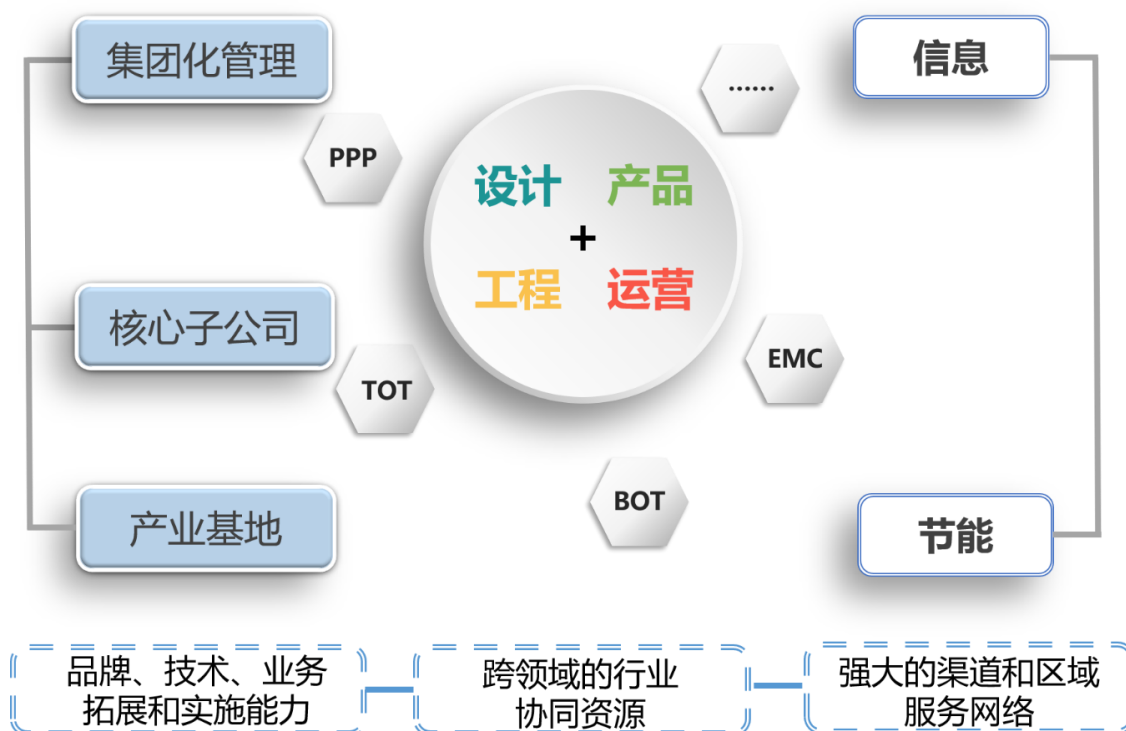 集团化管理
信息
······
PPP
设计 产品
+
工程 运营
核心子公司
EMC
TOT
BOT
产业基地
节能
品牌、技术、业务
拓展和实施能力
跨领域的行业
协同资源
强大的渠道和区域
服务网络